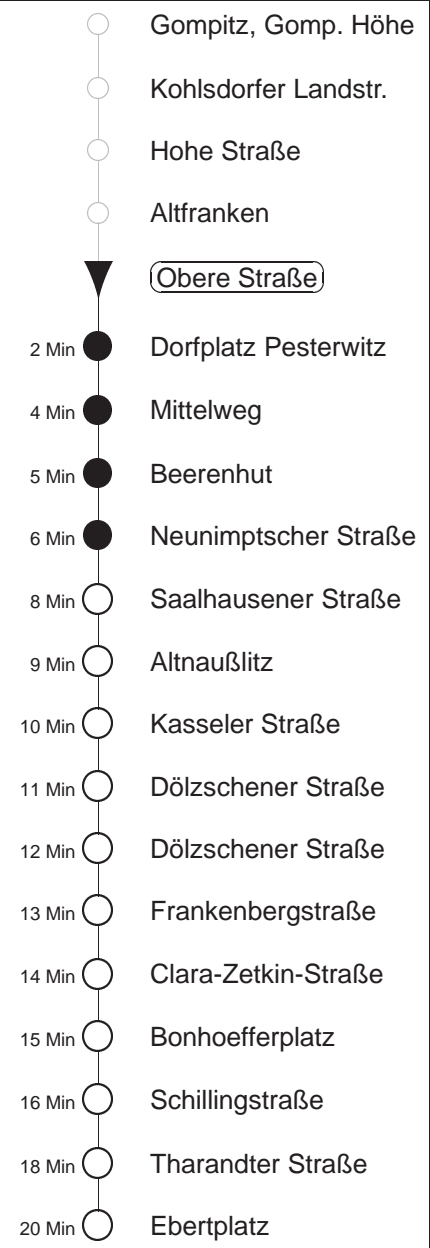 Gompitz, Gomp. Höhe
Kohlsdorfer Landstr.
Hohe Straße
Altfranken
Obere Straße
2 Min Dorfplatz Pesterwitz
4 Min Mittelweg
5 Min Beerenhut
6 Min Neunimptscher Straße
8 Min Saalhausener Straße
9 Min Altnaußlitz
10 Min Kasseler Straße
11 Min Dölzschener Straße
12 Min Dölzschener Straße
13 Min Frankenbergstraße
14 Min Clara-Zetkin-Straße
15 Min Bonhoefferplatz
16 Min Schillingstraße
18 Min Tharandter Straße
20 Min Ebertplatz